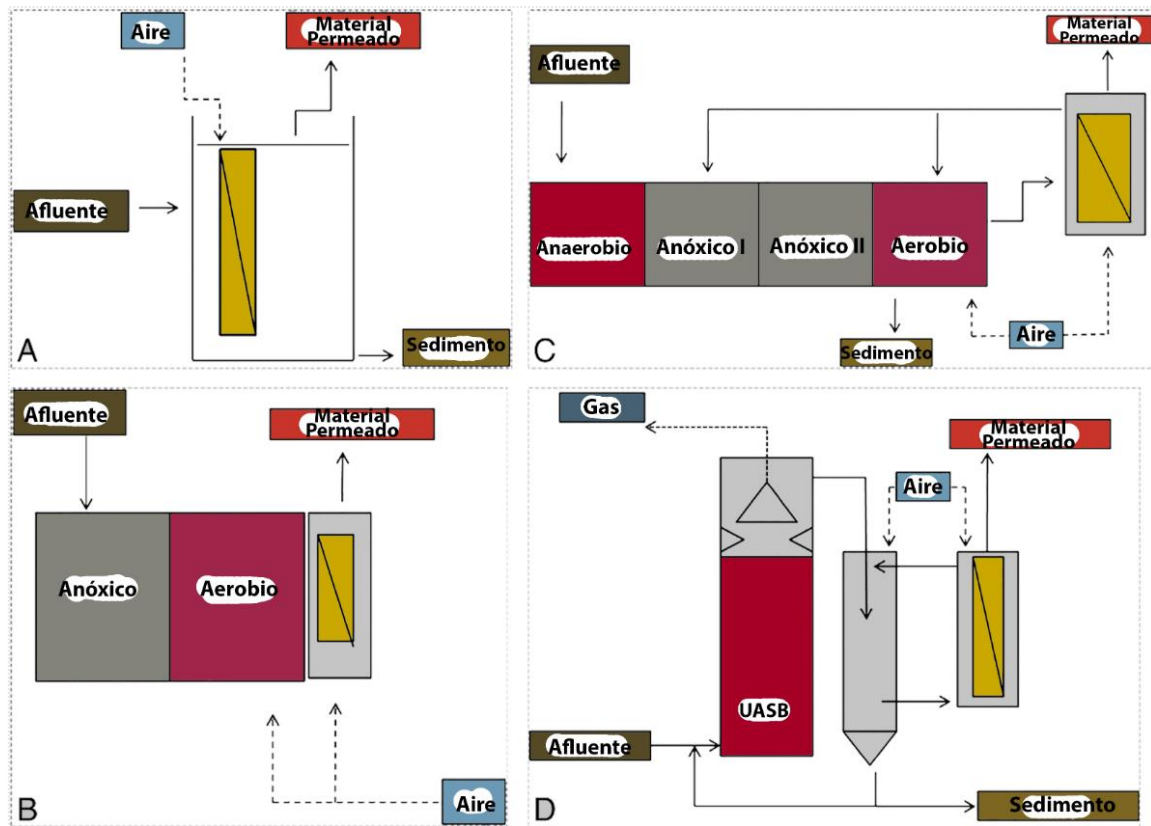 Aire
Material
Permeado
Afluente
Sedimento
A
Afluente
Material
Permeado
Anaerobio
Anóxico I
Anóxico II
Aerobio
Aire
Sedimento
C
Afluente
Material
Permeado
Anóxico
Aerobio
Aire
B
Gas
Material
Permeado
Aire
UASB
Afluente
Sedimento
D